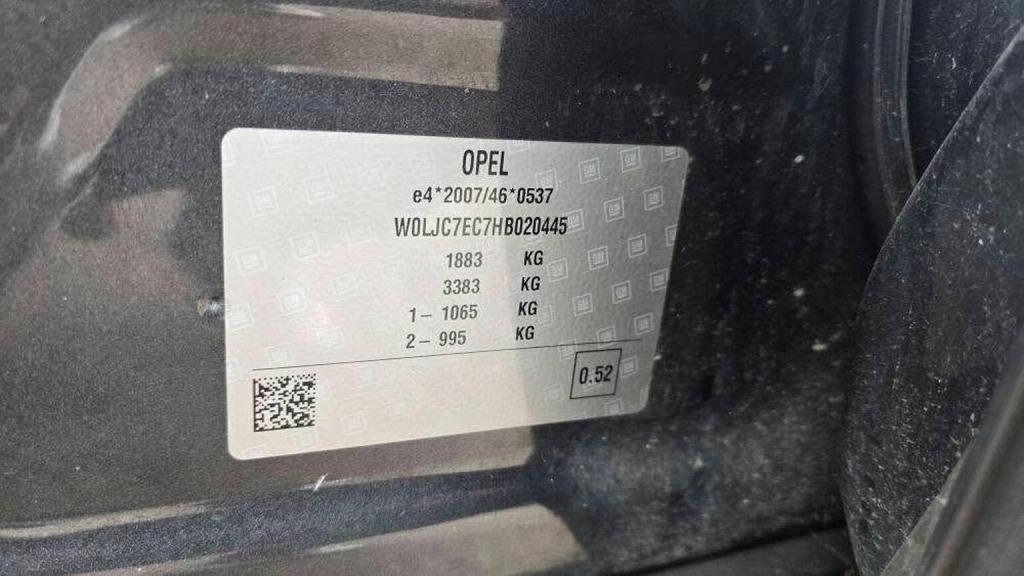 OPEL
e4*2007/46*0537
W0LJC7EC7HB020445
1883 KG
3383 KG
1– 1065 KG
2– 995 KG
0.52